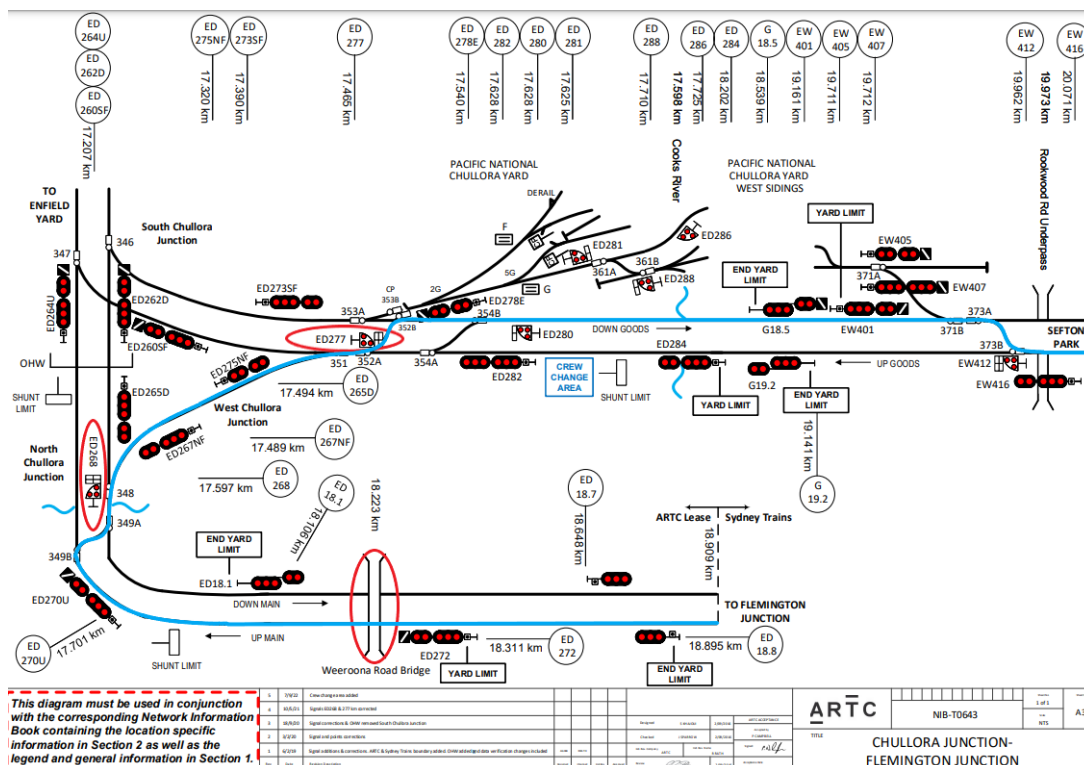 ED
264U
ED
262D
ED
260SF
17.207 km
ED
275NF
17.320 km
ED
273SF
17.390 km
ED
277
17.465 km
ED
278E
17.540 km
ED
282
17.628 km
ED
280
17.628 km
ED
281
17.625 km
ED
288
17.710 km
17.598 km
Cooks River
ED
286
17.725 km
ED
284
18.202 km
G
18.5
18.539 km
EW
401
19.161 km
EW
405
19.711 km
EW
407
19.712 km
EW
412
19.962 km
19.973 km
Rookwood Rd Underpass
EW
416
20.071 km
TO
ENFIELD
YARD
347
346
South Chullora
Junction
PACIFIC NATIONAL
CHULLORA YARD
DERAIL
PACIFIC NATIONAL
CHULLORA YARD
WEST SIDINGS
YARD LIMIT
F
ED281
ED286
361A
361B
ED288
5G
G
2G
CP
353B
352B
353A
ED278E
354B
ED273SF
ED264U
ED262D
ED260SF
ED277
351
352A
354A
ED280
DOWN GOODS
END YARD
LIMIT
G18.5
EW405
371A
EW407
EW401
371B
373A
373B
SEFTON
PARK
EW412
EW416
ED275NF
17.494 km
ED
265D
ED282
CREW
CHANGE
AREA
SHUNT LIMIT
ED284
YARD LIMIT
G19.2
UP GOODS
END YARD
LIMIT
19.141 km
G
19.2
OHW
SHUNT
LIMIT
ED265D
West Chullora
Junction
ED267NF
17.489 km
ED
267NF
North
Chullora
Junction
ED268
348
349A
17.597 km
ED
268
349B
END YARD
LIMIT
ED18.1
18.106 km
ED
18.1
18.223 km
ED
18.7
18.648 km
ARTC Lease
Sydney Trains
18.909 km
ED270U
DOWN MAIN
TO FLEMINGTON
JUNCTION
ED
270U
17.701 km
SHUNT LIMIT
UP MAIN
Weeroona Road Bridge
ED272
YARD LIMIT
18.311 km
ED
272
18.895 km
END YARD
LIMIT
ED
18.8
This diagram must be used in conjunction
with the corresponding Network Information
Book containing the location specific
information in Section 2 as well as the
legend and general information in Section 1.
Crew change area added
ARTC
NIB-T0643
1 of 1
NTS
A3
TITLE
CHULLORA JUNCTION-
FLEMINGTON JUNCTION